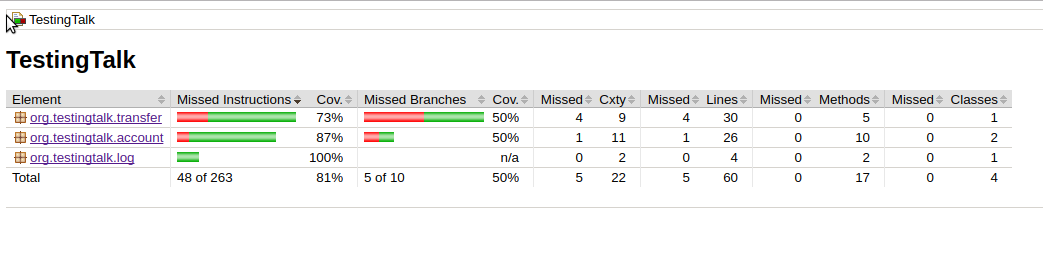 TestingTalk
TestingTalk
Element Missed Instructions Cov. Missed Branches Cov. Missed Cxty Missed Lines Missed Methods Missed Classes
org.testingtalk.transfer 73% 50% 4 9 4 30 0 5 0 1
org.testingtalk.account 87% 50% 1 11 1 26 0 10 0 2
org.testingtalk.log 100% n/a 0 2 0 4 0 2 0 1
Total 48 of 263 81% 5 of 10 50% 5 22 5 60 0 17 0 4